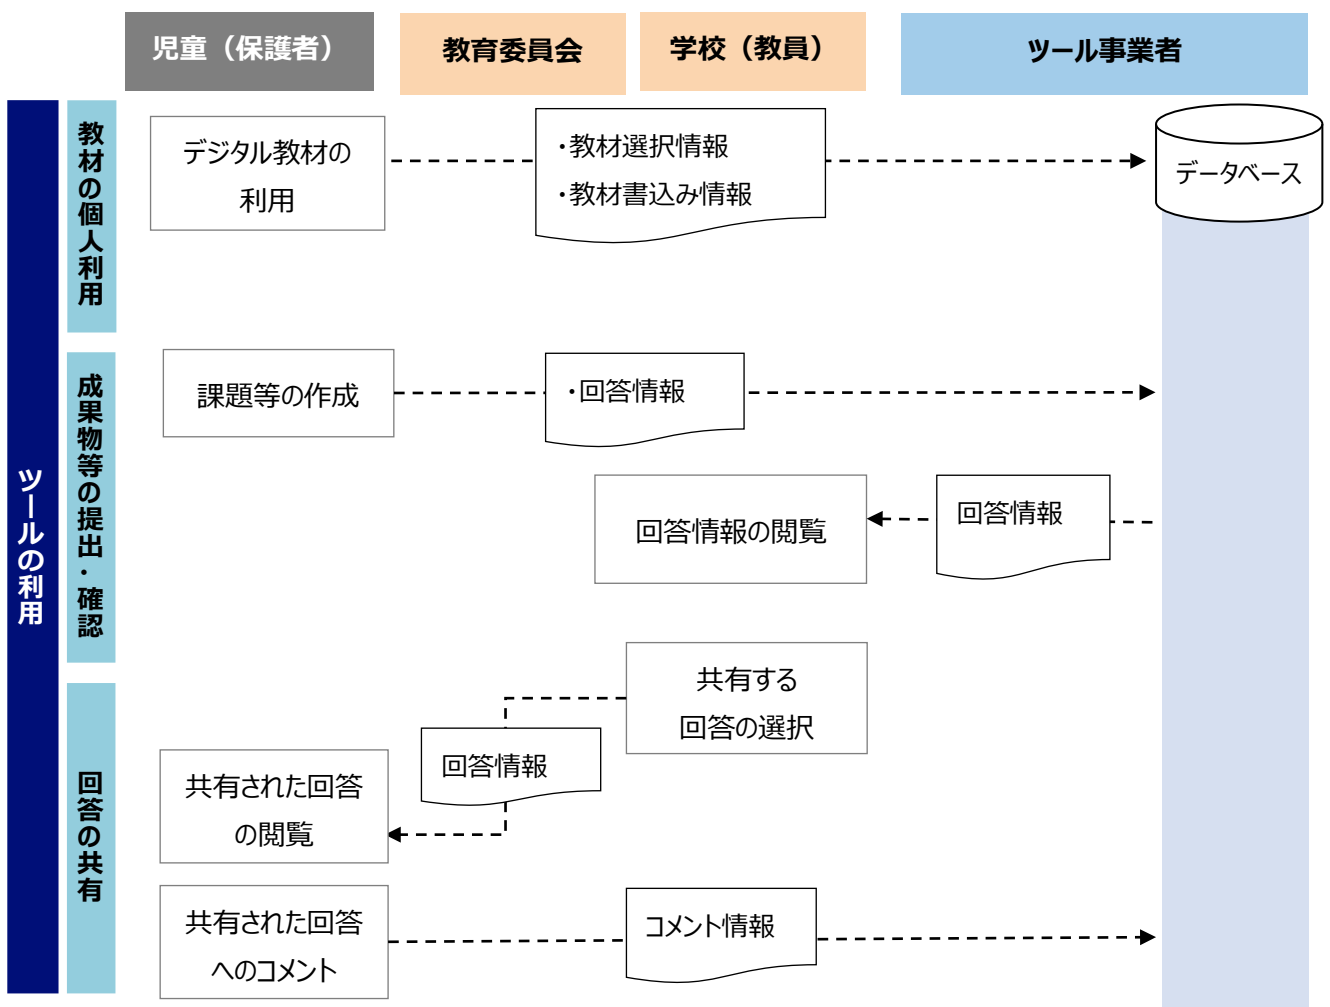 児童（保護者）
教育委員会
学校（教員）
ツール事業者
ツールの利用
教材の個人利用
デジタル教材の
利用
・教材選択情報
・教材書込み情報
データベース
成果物等の提出・確認
課題等の作成
・回答情報
回答情報の閲覧
回答情報
回答の共有
共有する
回答の選択
回答情報
共有された回答
の閲覧
共有された回答
へのコメント
コメント情報